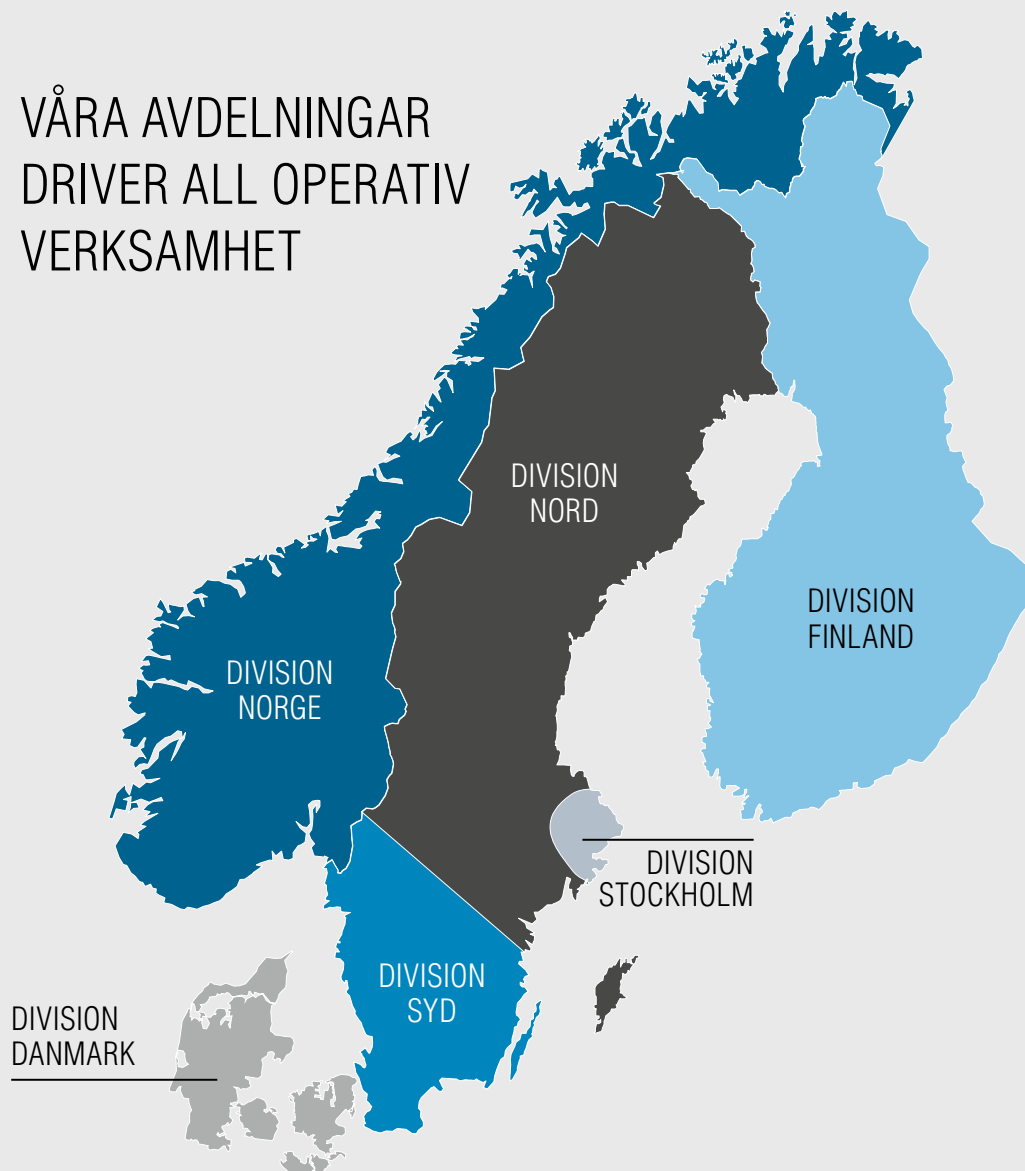 VÅRA AVDELNINGAR
DRIVER ALL OPERATIV
VERKSAMHET
DIVISION
NORD
DIVISION
FINLAND
DIVISION
NORGE
DIVISION
STOCKHOLM
DIVISION
SYD
DIVISION
DANMARK